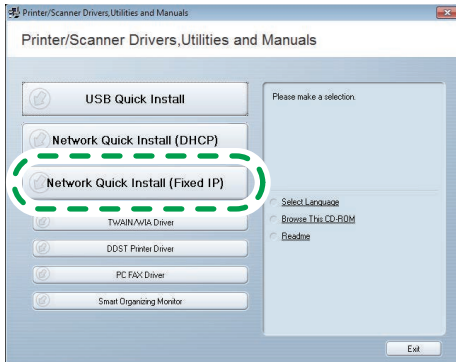 Printer/Scanner Drivers,Utilities and Manuals
Printer/Scanner Drivers,Utilities and Manuals
USB Quick Install
Network Quick Install (DHCP)
Network Quick Install (Fixed IP)
TWAIN/WIA Driver
DDST Printer Driver
PC FAX Driver
Smart Organizing Monitor
Please make a selection.
Select Language
Browse This CD-ROM
Readme
Exit